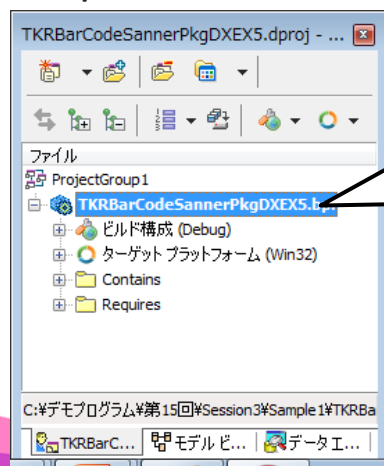 TKRBarCodeSannerPkgDXEX5.dproj - ...
ファイル
ProjectGroup1
TKRBarCodeSannerPkgDXEX5.bpl
ビルド構成 (Debug)
ターゲット プラットフォーム (Win32)
Contains
Requires
C:¥デモプログラム¥第15回¥Session3¥Sample1¥TKRBa
TKRBarC... モデル ビ... データ エ...